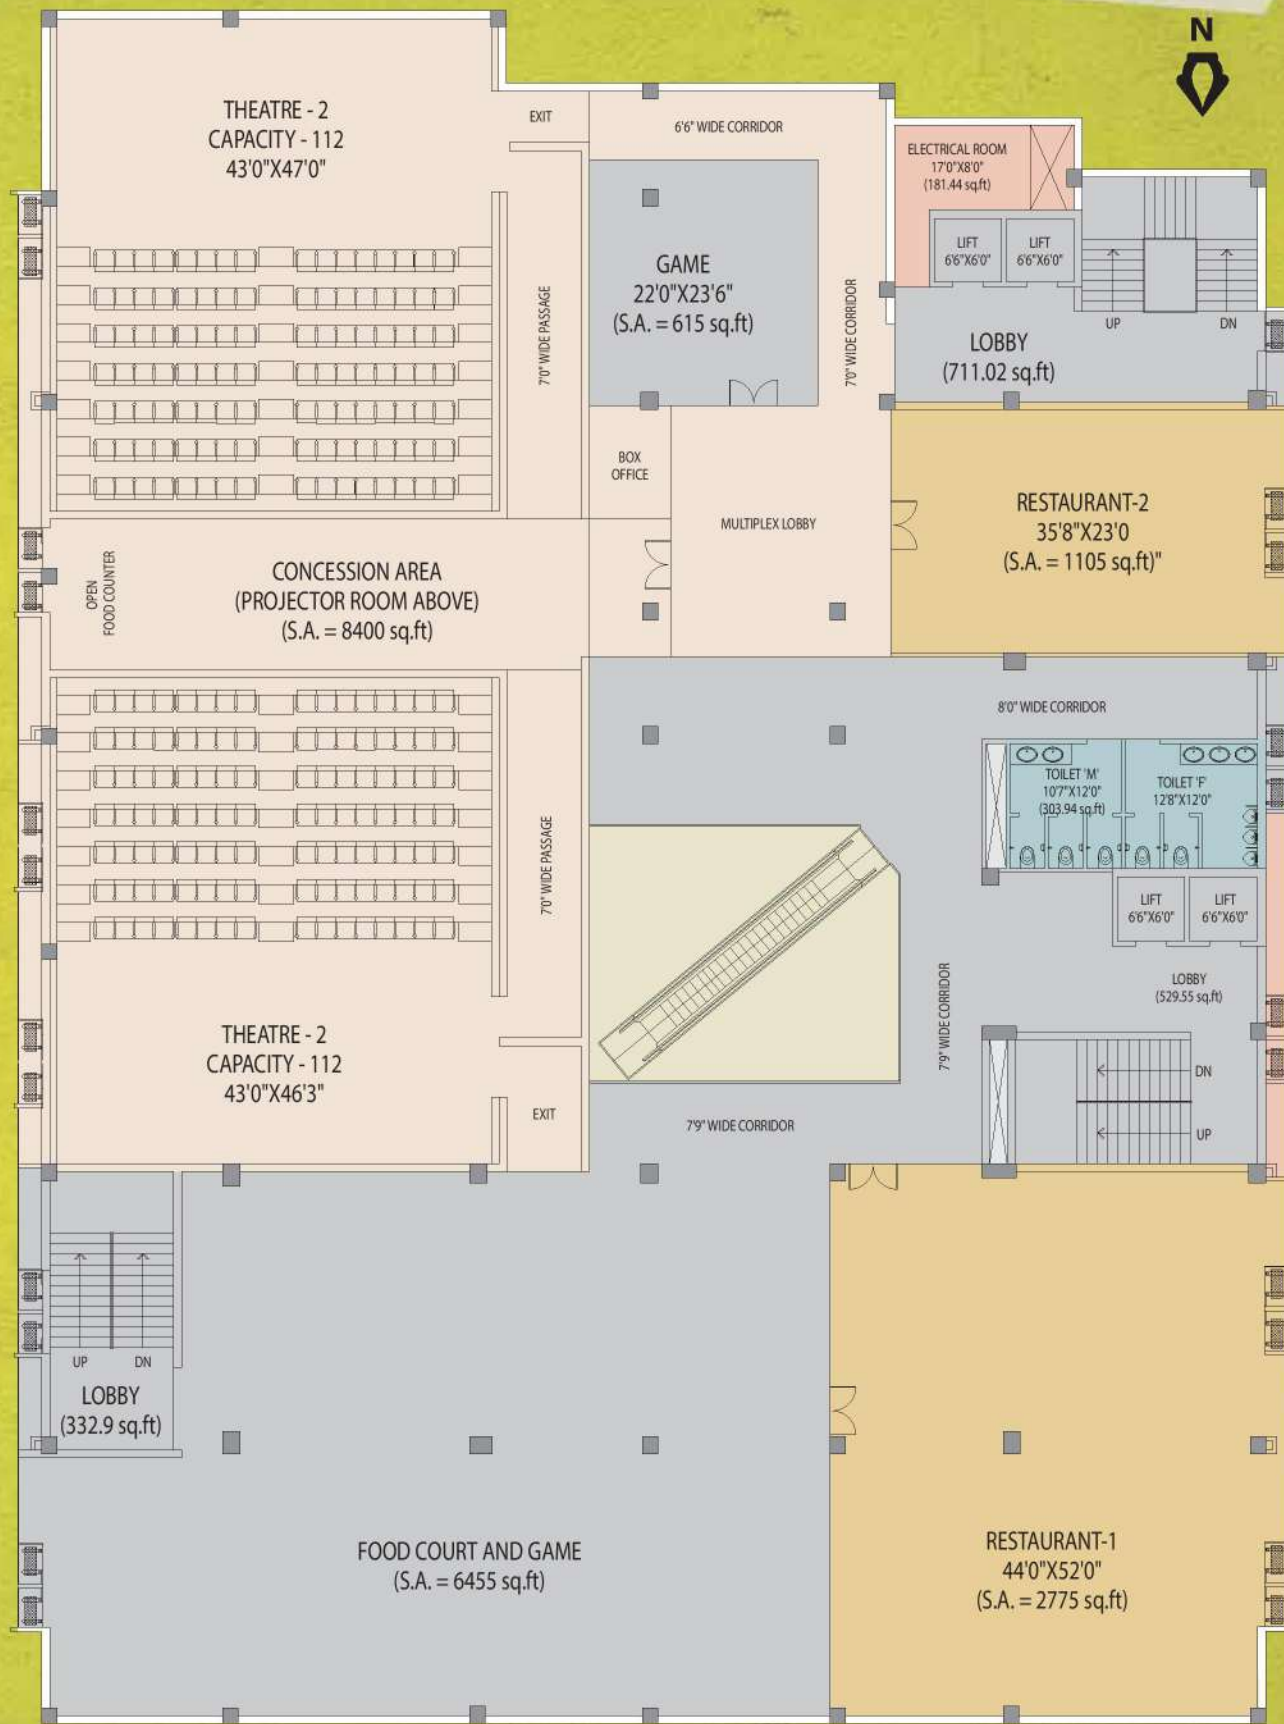 N
THEATRE - 2
CAPACITY - 112
43'0"X47'0"
EXIT
6'6" WIDE CORRIDOR
ELECTRICAL ROOM
17'0"X8'0"
(181.44 sq.ft)
LIFT
6'6"X6'0"
LIFT
6'6"X6'0"
GAME
22'0"X23'6"
(S.A. = 615 sq.ft)
7'0" WIDE PASSAGE
7'0" WIDE CORRIDOR
UP
DN
LOBBY
(711.02 sq.ft)
BOX
OFFICE
MULTIPLEX LOBBY
RESTAURANT-2
35'8"X23'0
(S.A. = 1105 sq.ft)"
OPEN
FOOD COUNTER
CONCESSION AREA
(PROJECTOR ROOM ABOVE)
(S.A. = 8400 sq.ft)
8'0" WIDE CORRIDOR
TOILET 'M'
10'7"X12'0"
(303.94 sq.ft)
TOILET 'F'
12'8"X12'0"
7'0" WIDE PASSAGE
LIFT
6'6"X6'0"
LIFT
6'6"X6'0"
LOBBY
(529.55 sq.ft)
7'9" WIDE CORRIDOR
THEATRE - 2
CAPACITY - 112
43'0"X46'3"
DN
EXIT
7'9" WIDE CORRIDOR
UP
UP
DN
LOBBY
(332.9 sq.ft)
FOOD COURT AND GAME
(S.A. = 6455 sq.ft)
RESTAURANT-1
44'0"X52'0"
(S.A. = 2775 sq.ft)